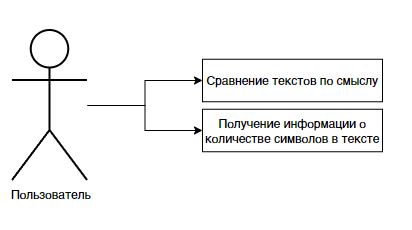 Сравнение текстов по смыслу
Получение информации о
количестве символов в тексте
Пользователь